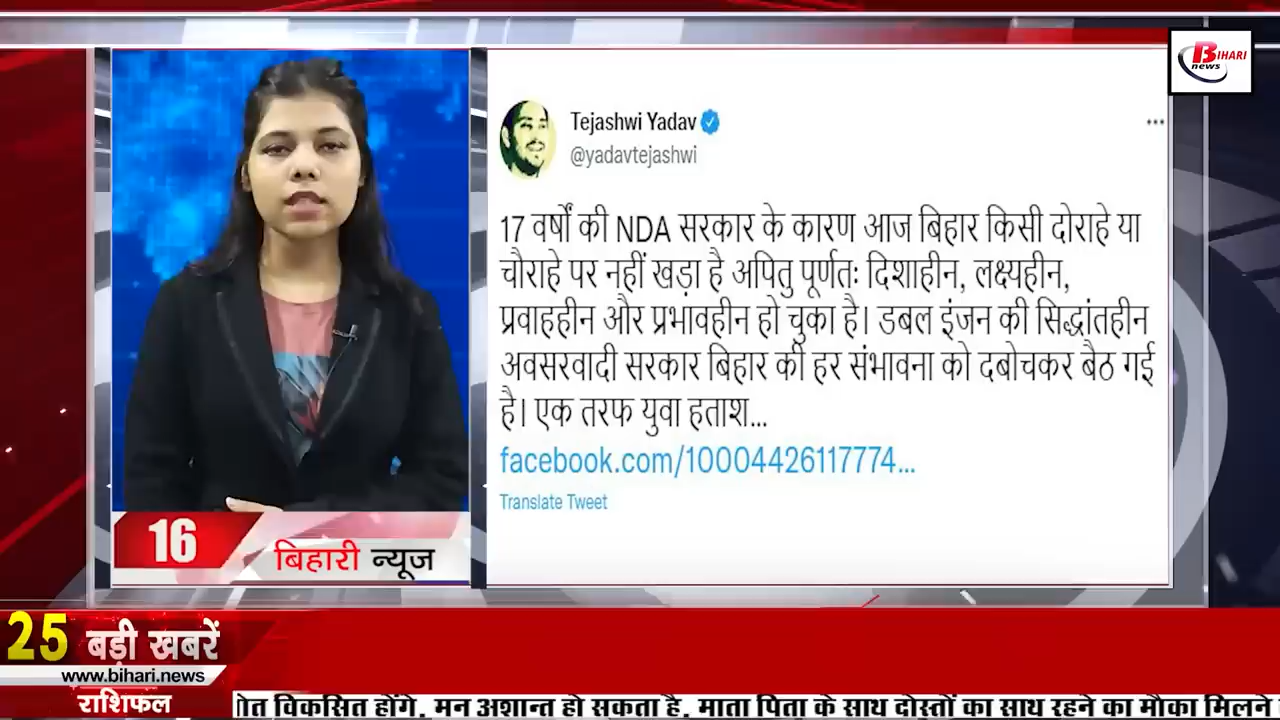 BIHARI
news
Tejashwi Yadav
@yadavtejashwi
17 वर्षों की NDA सरकार के कारण आज बिहार किसी दोराहे या
चौराहे पर नहीं खड़ा है अपितु पूर्णतः दिशाहीन, लक्ष्यहीन,
प्रवाहहीन और प्रभावहीन हो चुका है। डबल इंजन की सिद्धांतहीन
अवसरवादी सरकार बिहार की हर संभावना को दबोचकर बैठ गई
है। एक तरफ युवा हताश...
facebook.com/10004426117774...
Translate Tweet
16
बिहारी न्यूज
25 बड़ी खबरें
www.bihari.news
राशिफल
विकसित होंगे. मन अशान्त हो सकता है. माता पिता के साथ दोस्तों का साथ रहने का मौका मिलने